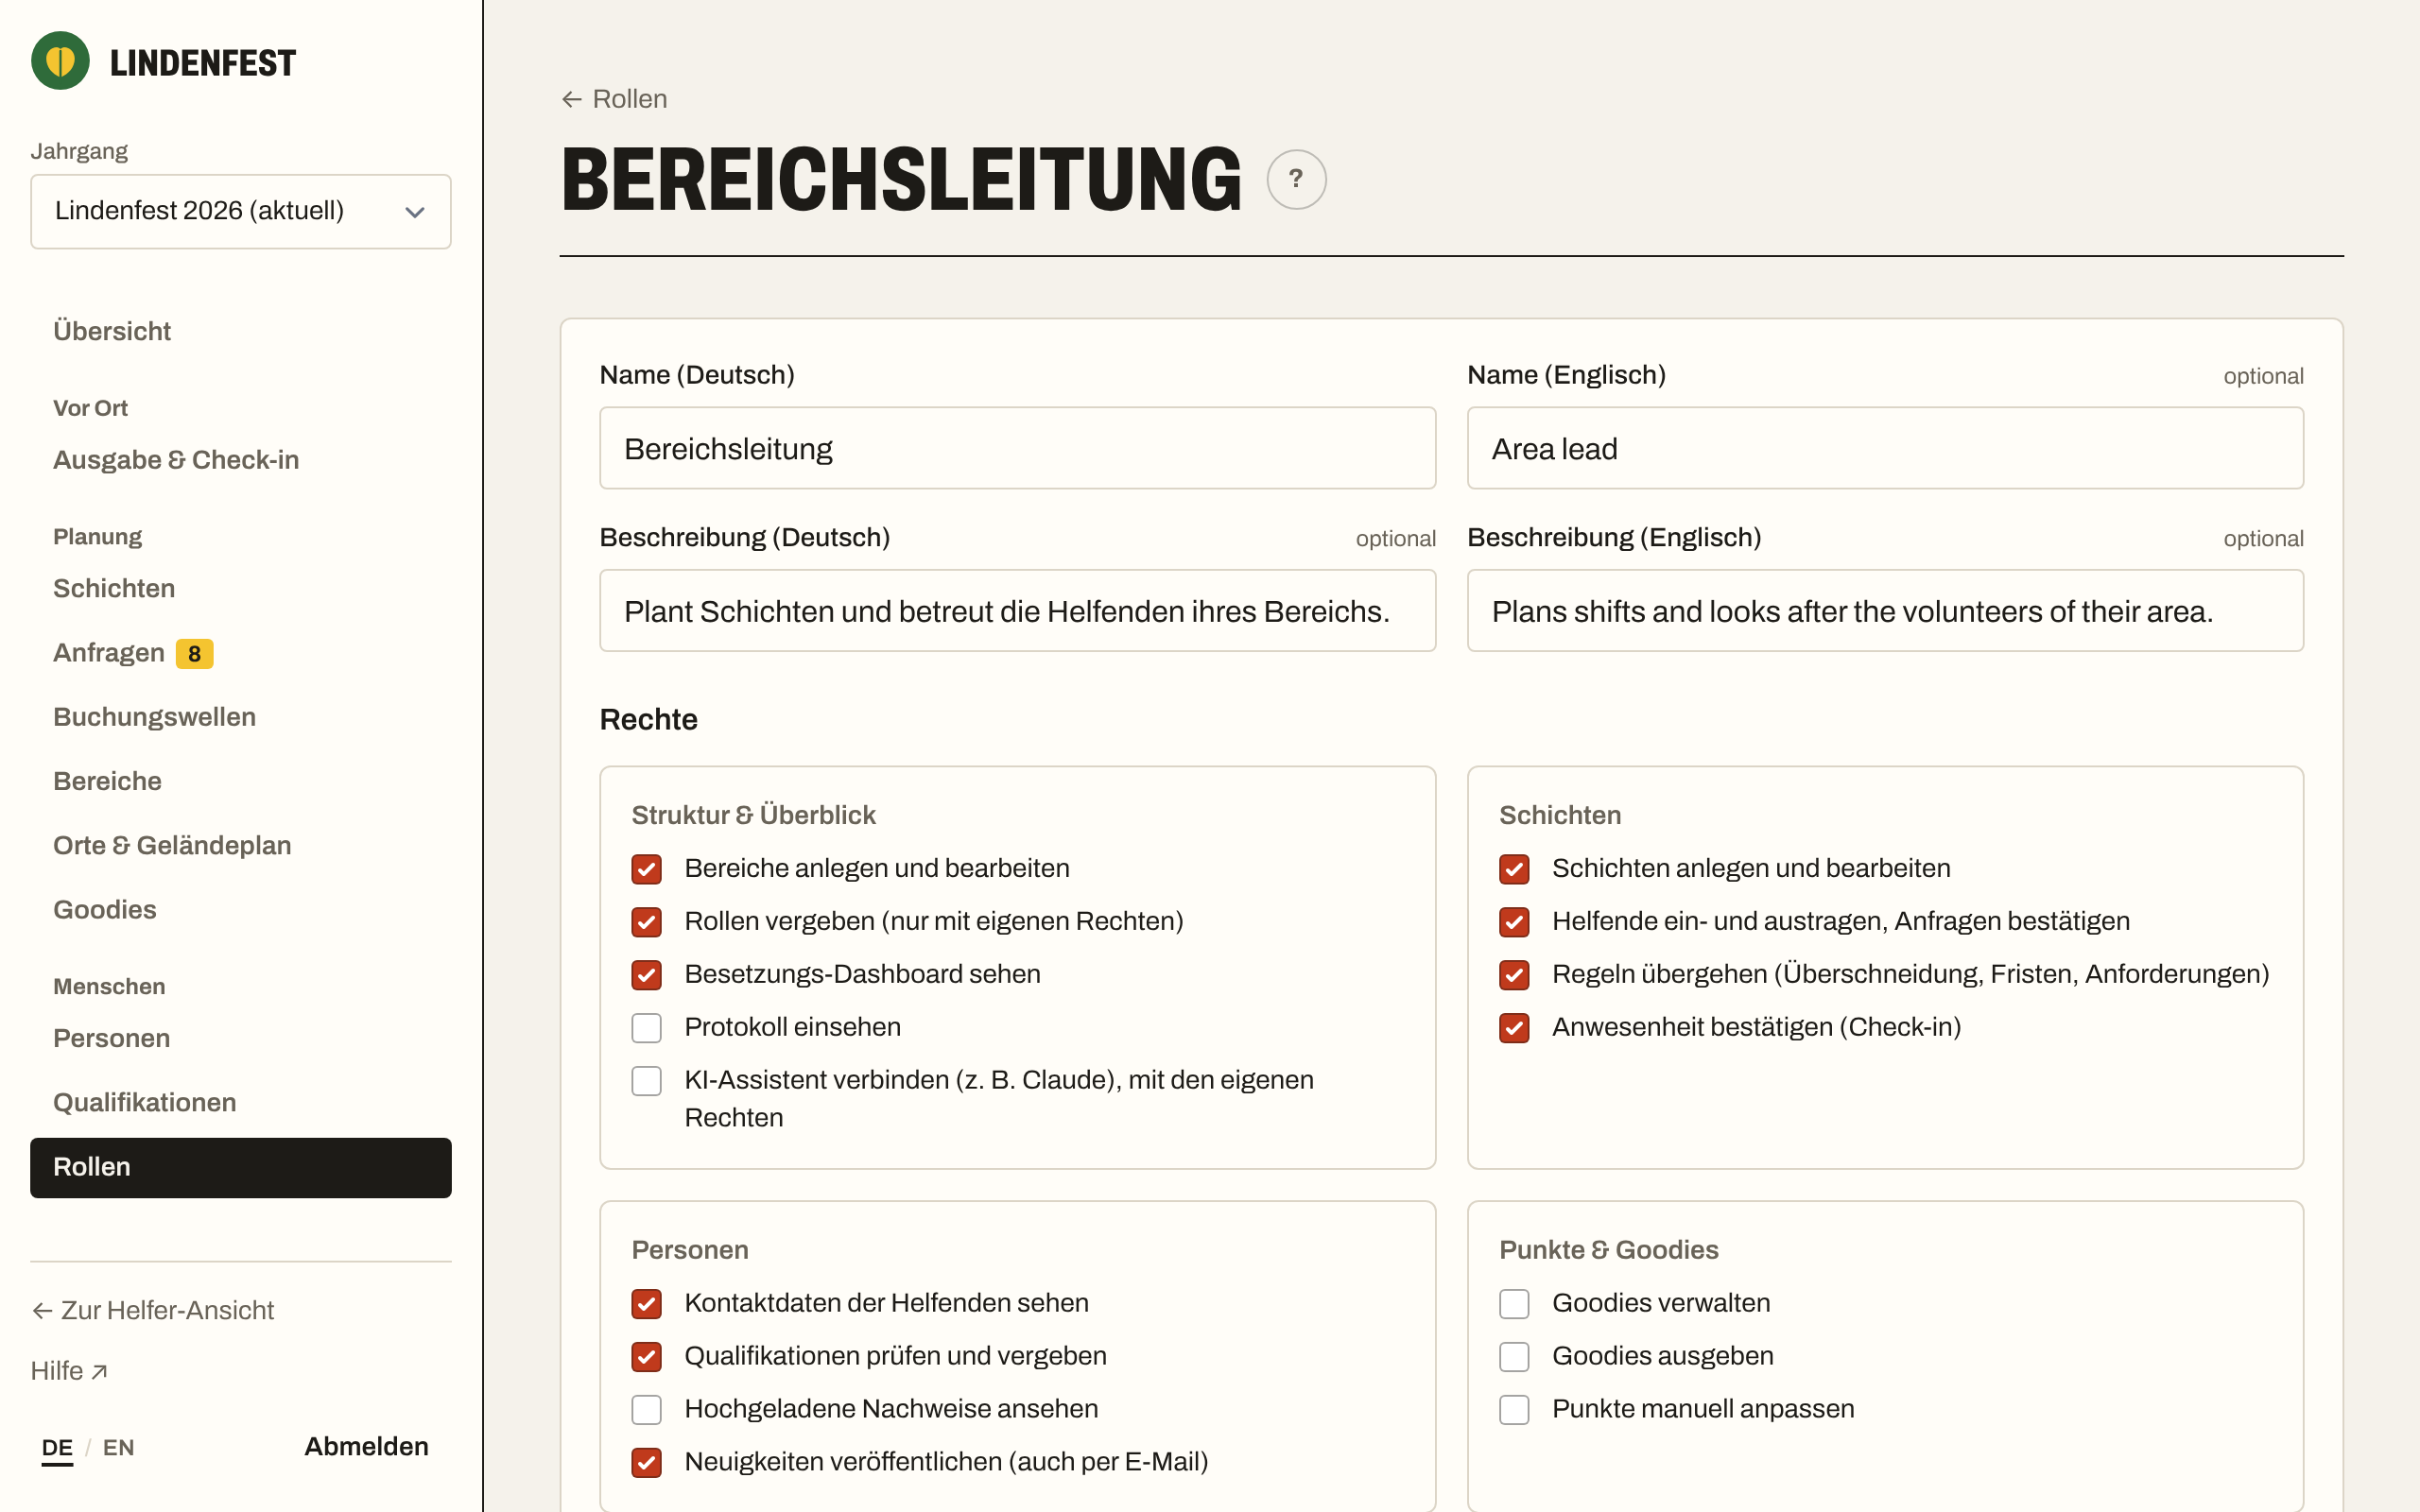 LINDENFEST
Jahrgang
Lindenfest 2026 (aktuell)
Übersicht
Vor Ort
Ausgabe & Check-in
Planung
Schichten
Anfragen 8
Buchungswellen
Bereiche
Orte & Geländeplan
Goodies
Menschen
Personen
Qualifikationen
Rollen
← Zur Helfer-Ansicht
Hilfe ↗
DE / EN
Abmelden
← Rollen
BEREICHSLEITUNG ?
Name (Deutsch)
Bereichsleitung
Name (Englisch) optional
Area lead
Beschreibung (Deutsch) optional
Plant Schichten und betreut die Helfenden ihres Bereichs.
Beschreibung (Englisch) optional
Plans shifts and looks after the volunteers of their area.
Rechte
Struktur & Überblick
Bereiche anlegen und bearbeiten
Rollen vergeben (nur mit eigenen Rechten)
Besetzungs-Dashboard sehen
Protokoll einsehen
KI-Assistent verbinden (z. B. Claude), mit den eigenen
Rechten
Schichten
Schichten anlegen und bearbeiten
Helfende ein- und austragen, Anfragen bestätigen
Regeln übergehen (Überschneidung, Fristen, Anforderungen)
Anwesenheit bestätigen (Check-in)
Personen
Kontaktdaten der Helfenden sehen
Qualifikationen prüfen und vergeben
Hochgeladene Nachweise ansehen
Neuigkeiten veröffentlichen (auch per E-Mail)
Punkte & Goodies
Goodies verwalten
Goodies ausgeben
Punkte manuell anpassen